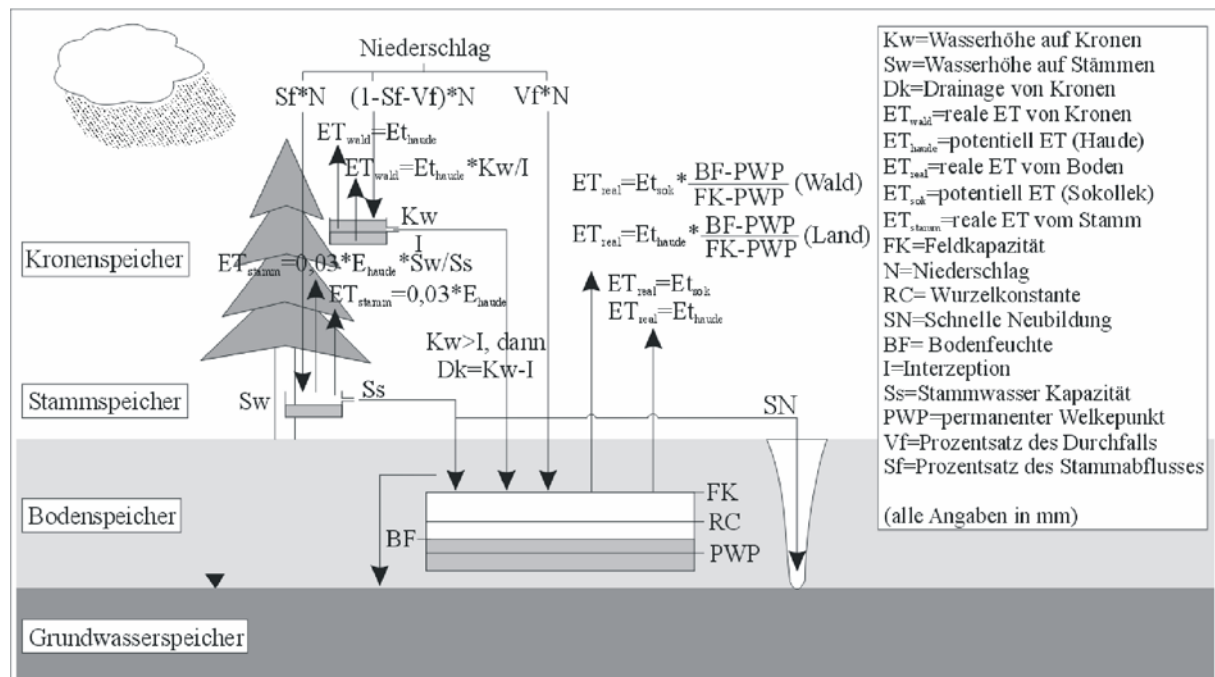 Niederschlag
Sf*N (1-Sf-Vf)*N Vf*N
ET_wald=Et_haude
ET_wald=Et_haude*Kw/I
Kw
I
Kronenspeicher
ET_stamm=0,03*E_haude*Sw/Ss
ET_stamm=0,03*E_haude
Kw>I, dann
Dk=Kw-I
ET_real=Et_sok*BF-PWP/FK-PWP (Wald)
ET_real=Et_haude*BF-PWP/FK-PWP (Land)
ET_real=Et_sok
ET_real=Et_haude
Stammspeicher
Sw
Ss
SN
Bodenspeicher
FK
RC
BF
PWP
Grundwasserspeicher
Kw=Wasserhöhe auf Kronen
Sw=Wasserhöhe auf Stämmen
Dk=Drainage von Kronen
ET_wald=reale ET von Kronen
ET_haude=potentiell ET (Haude)
ET_real=reale ET vom Boden
ET_sok=potentiell ET (Sokollek)
ET_stamm=reale ET vom Stamm
FK=Feldkapazität
N=Niederschlag
RC= Wurzelkonstante
SN=Schnelle Neubildung
BF= Bodenfeuchte
I=Interzeption
Ss=Stammwasser Kapazität
PWP=permanenter Welkepunkt
Vf=Prozentsatz des Durchfalls
Sf=Prozentsatz des Stammabflusses
(alle Angaben in mm)